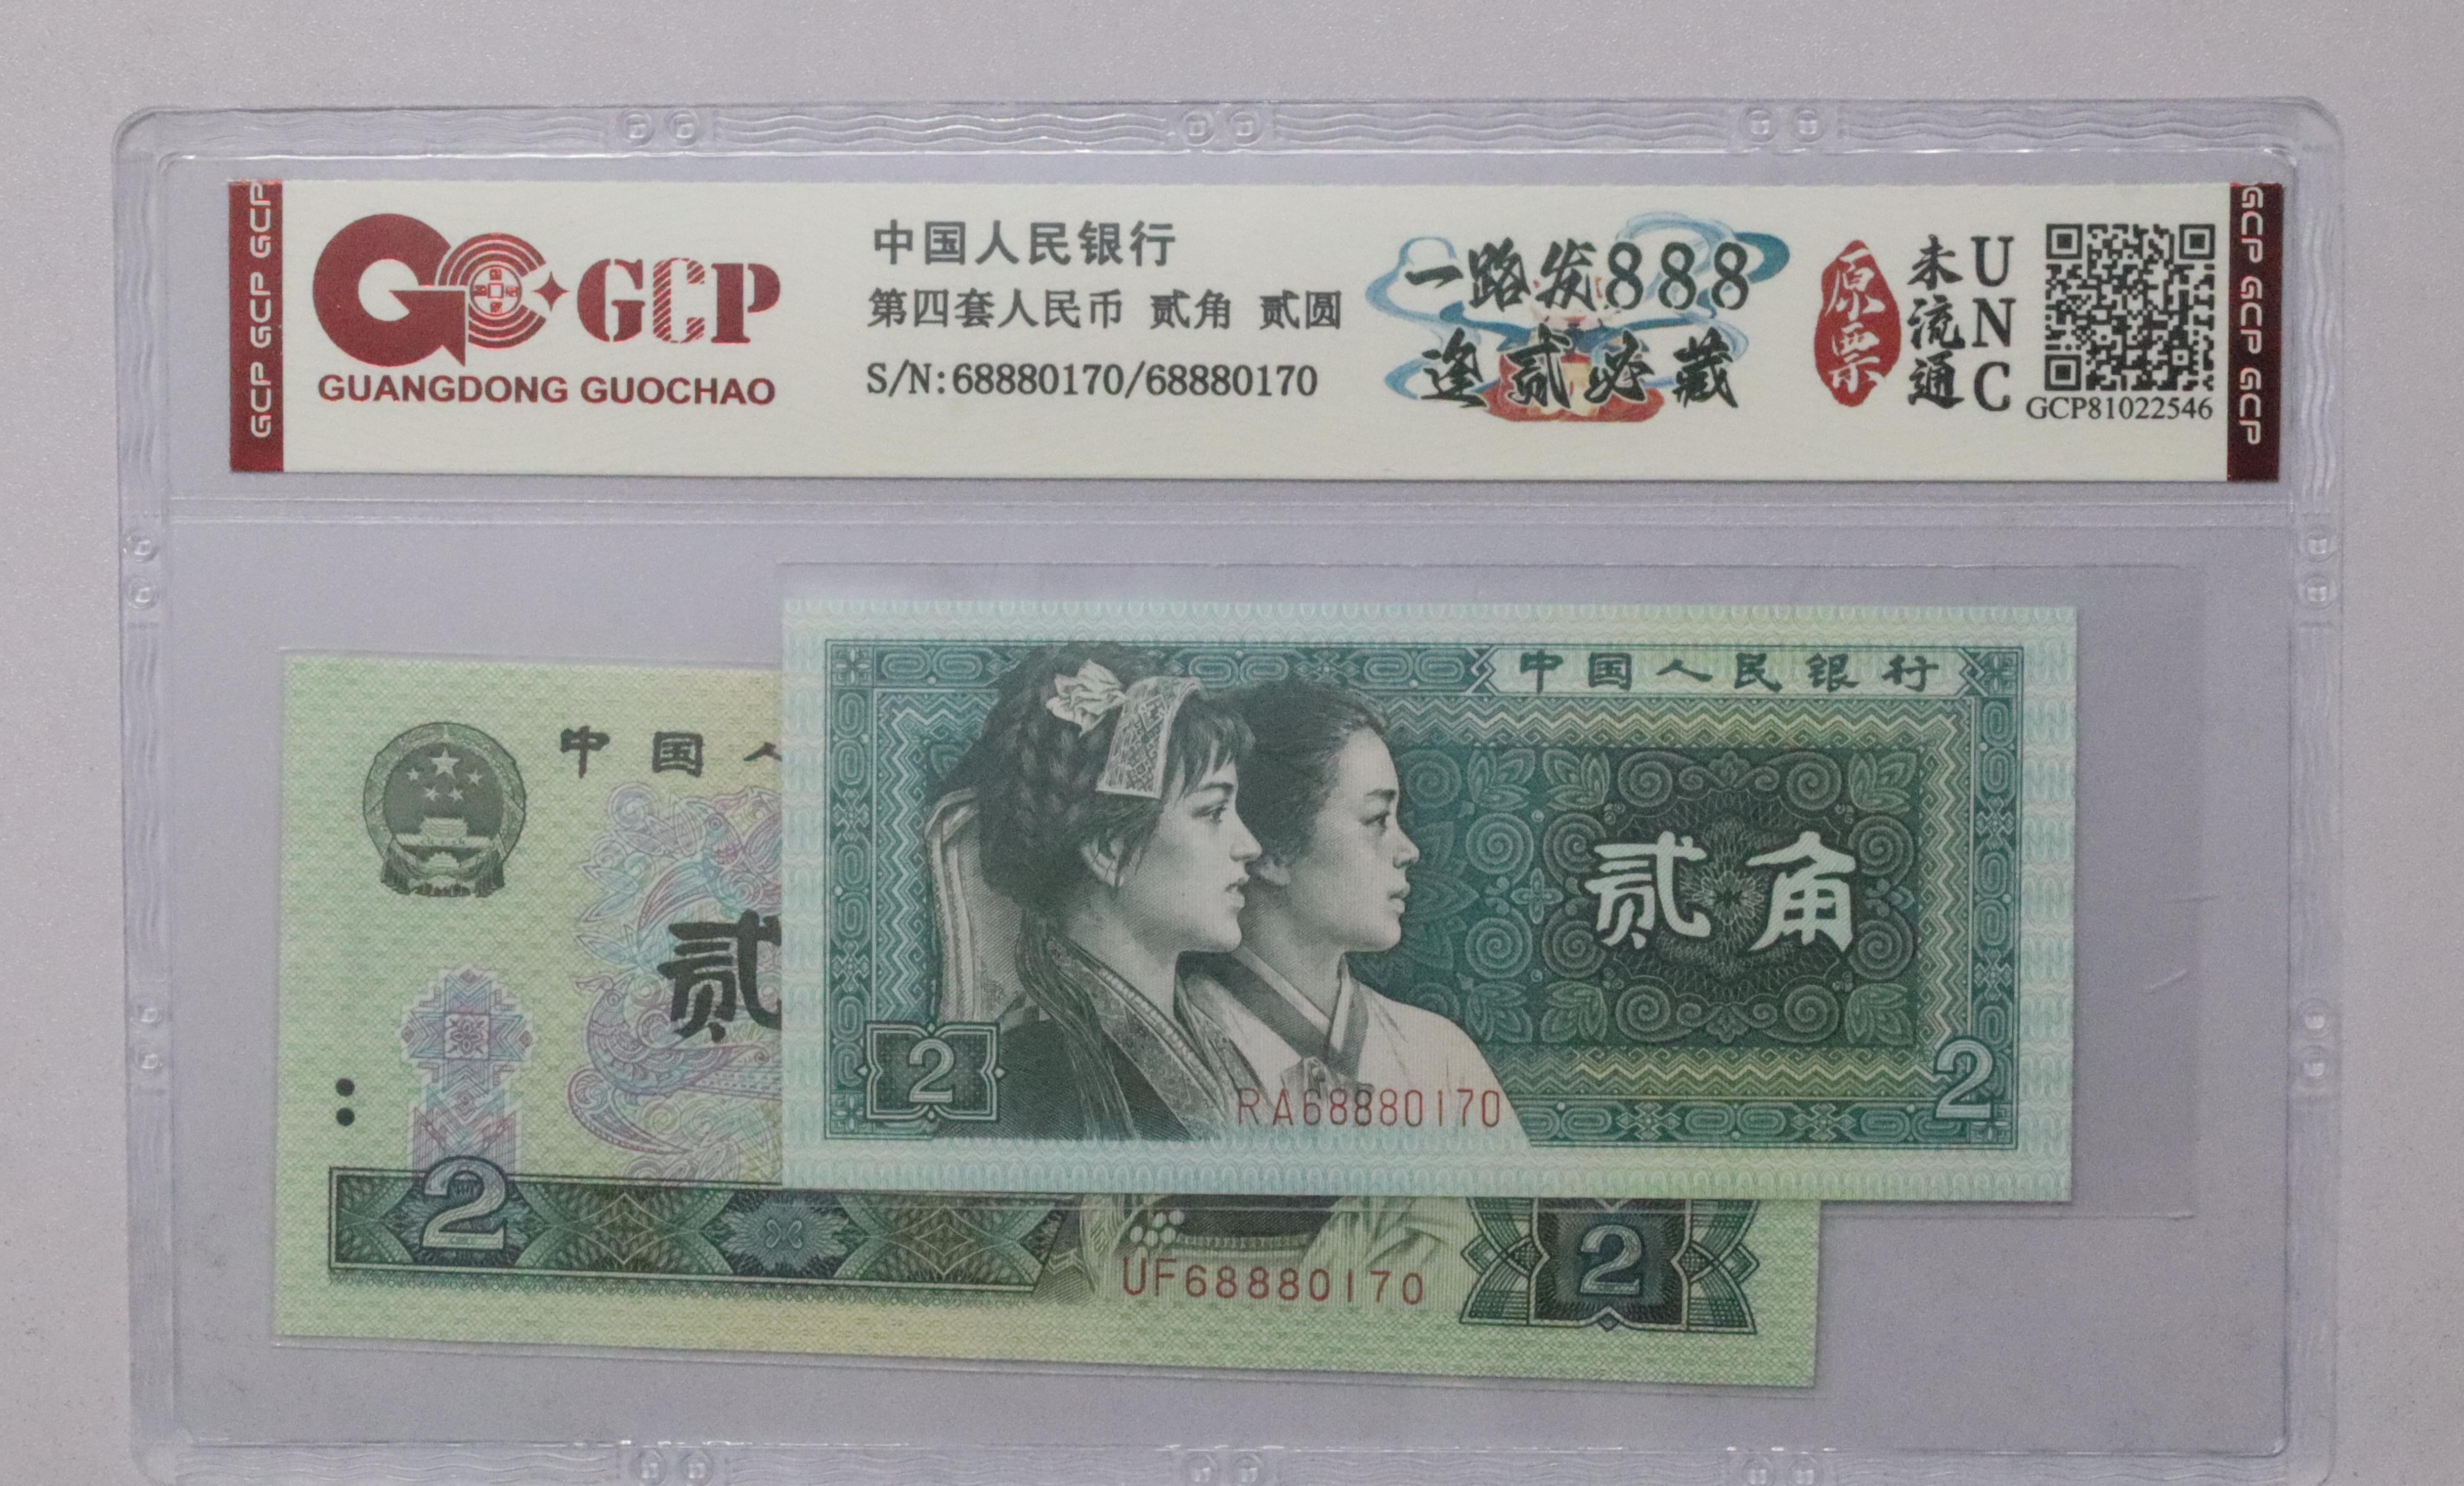 GCP GCP GCP
GCP
GUANGDONG GUOCHAO
中国人民银行
第四套人民币 贰角 贰圆
S/N:68880170/68880170
一路发888
逢贰必藏
原票
未流通
UNC
GCP81022546
GCP GCP GCP
中国人民银行
贰角
2
2
RA68880170
中国人
贰
2
UF68880170
2